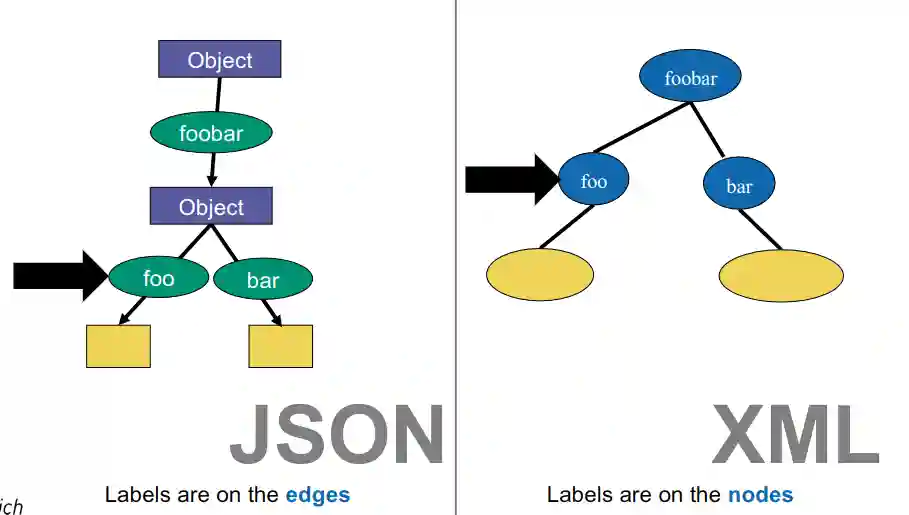 Object
foobar
Object
foo
bar
JSON
Labels are on the edges
ich
foobar
foo
bar
XML
Labels are on the nodes